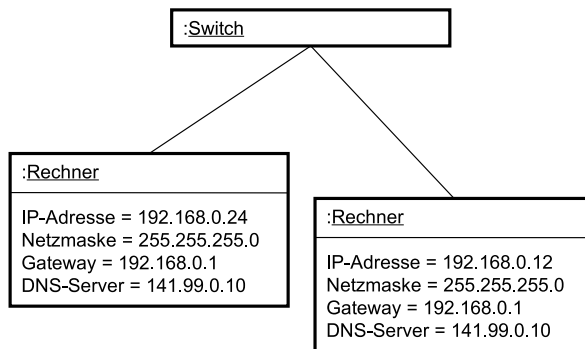 :Switch
:Rechner
IP-Adresse = 192.168.0.24
Netzmaske = 255.255.255.0
Gateway = 192.168.0.1
DNS-Server = 141.99.0.10
:Rechner
IP-Adresse = 192.168.0.12
Netzmaske = 255.255.255.0
Gateway = 192.168.0.1
DNS-Server = 141.99.0.10